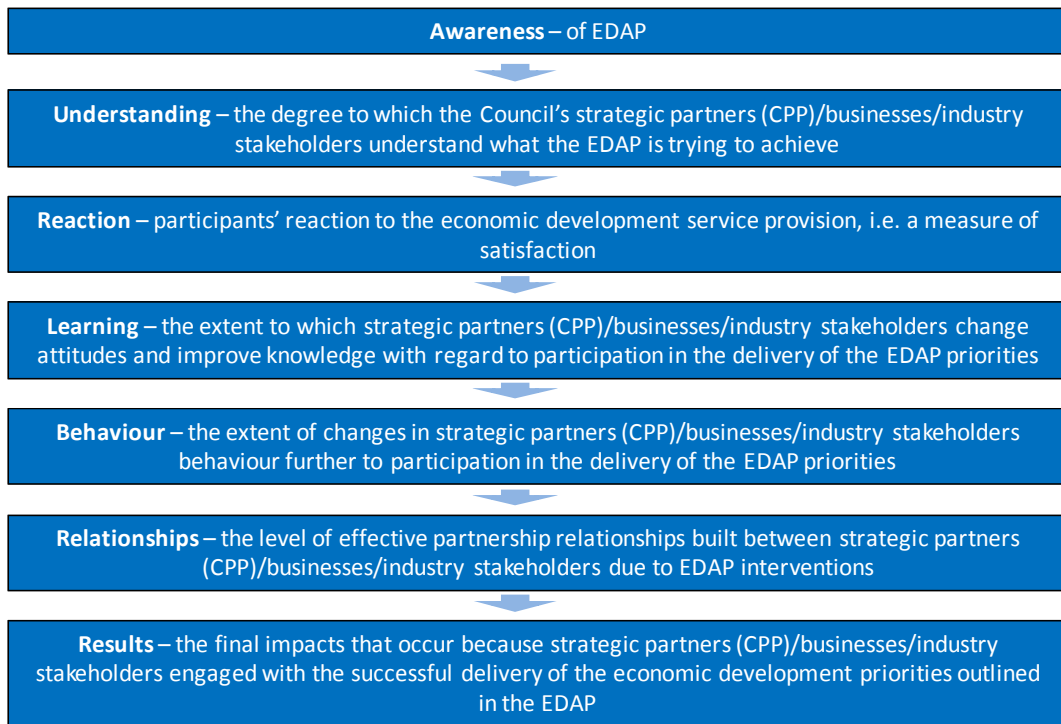 Awareness – of EDAP
Understanding – the degree to which the Council's strategic partners (CPP)/businesses/industry
stakeholders understand what the EDAP is trying to achieve
Reaction – participants' reaction to the economic development service provision, i.e. a measure of
satisfaction
Learning – the extent to which strategic partners (CPP)/businesses/industry stakeholders change
attitudes and improve knowledge with regard to participation in the delivery of the EDAP priorities
Behaviour – the extent of changes in strategic partners (CPP)/businesses/industry stakeholders
behaviour further to participation in the delivery of the EDAP priorities
Relationships – the level of effective partnership relationships built between strategic partners
(CPP)/businesses/industry stakeholders due to EDAP interventions
Results – the final impacts that occur because strategic partners (CPP)/businesses/industry
stakeholders engaged with the successful delivery of the economic development priorities outlined
in the EDAP